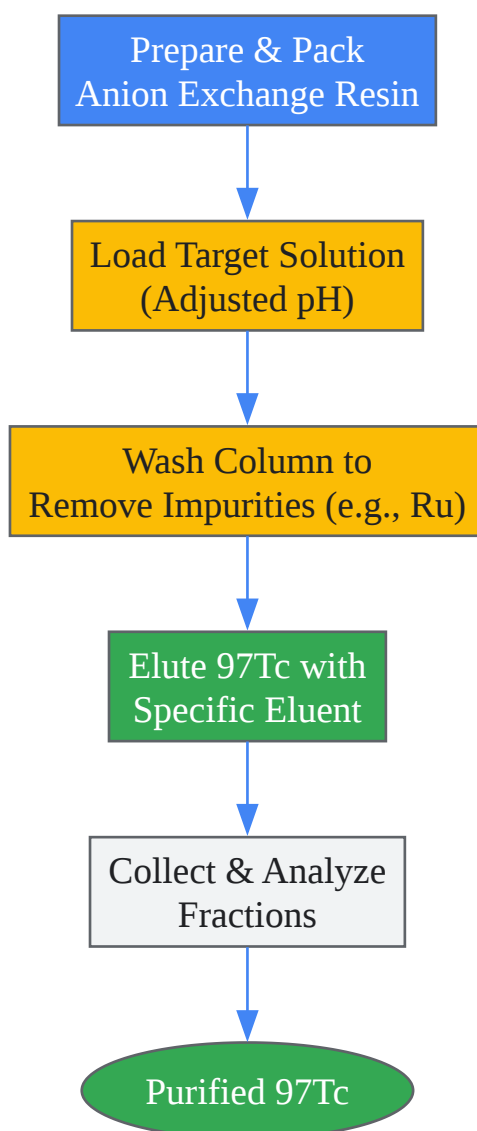 Prepare & Pack
Anion Exchange Resin
Load Target Solution
(Adjusted pH)
Wash Column to
Remove Impurities (e.g., Ru)
Elute 97Tc with
Specific Eluent
Collect & Analyze
Fractions
Purified 97Tc